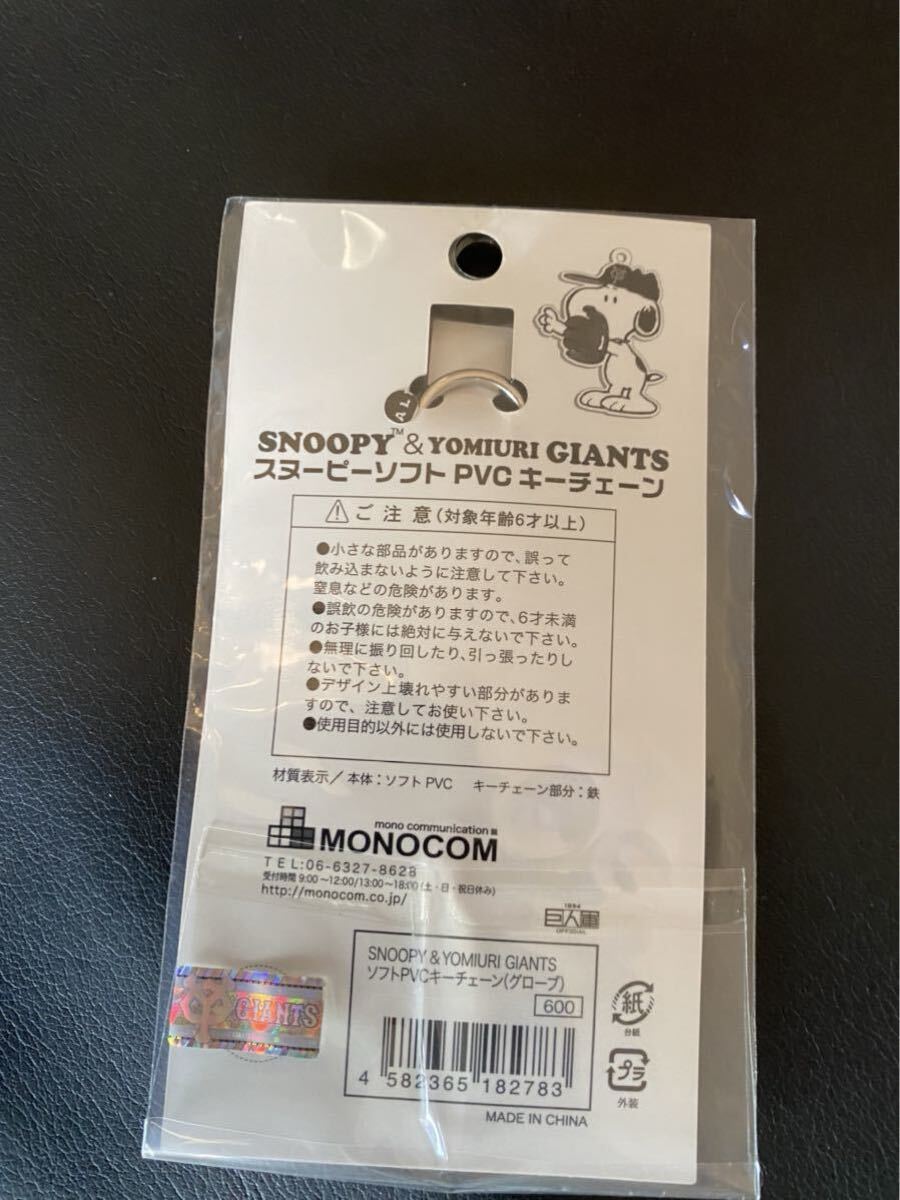 SNOOPY™ & YOMIURI GIANTS
スヌーピーソフト PVC キーチェーン
ご 注 意（対象年齢6才以上）
●小さな部品がありますので、誤って
飲み込まないように注意して下さい。
窒息などの危険があります。
●誤飲の危険がありますので、6才未満
のお子様には絶対に与えないで下さい。
●無理に振り回したり、引っ張ったりし
ないで下さい。
●デザイン上壊れやすい部分がありま
すので、注意してお使い下さい。
●使用目的以外には使用しないで下さい。
材質表示／本体：ソフト PVC キーチェーン部分：鉄
mono communication
MONOCOM
TEL:06-6327-8628
受付時間 9:00～12:00/13:00～18:00（土・日・祝日休み）
http://monocom.co.jp/
1934
巨人軍
OFFICIAL
SNOOPY & YOMIURI GIANTS
ソフトPVCキーチェーン(グローブ)
600
4 582365 182783
MADE IN CHINA
GIANTS
紙
台紙
プラ
外装